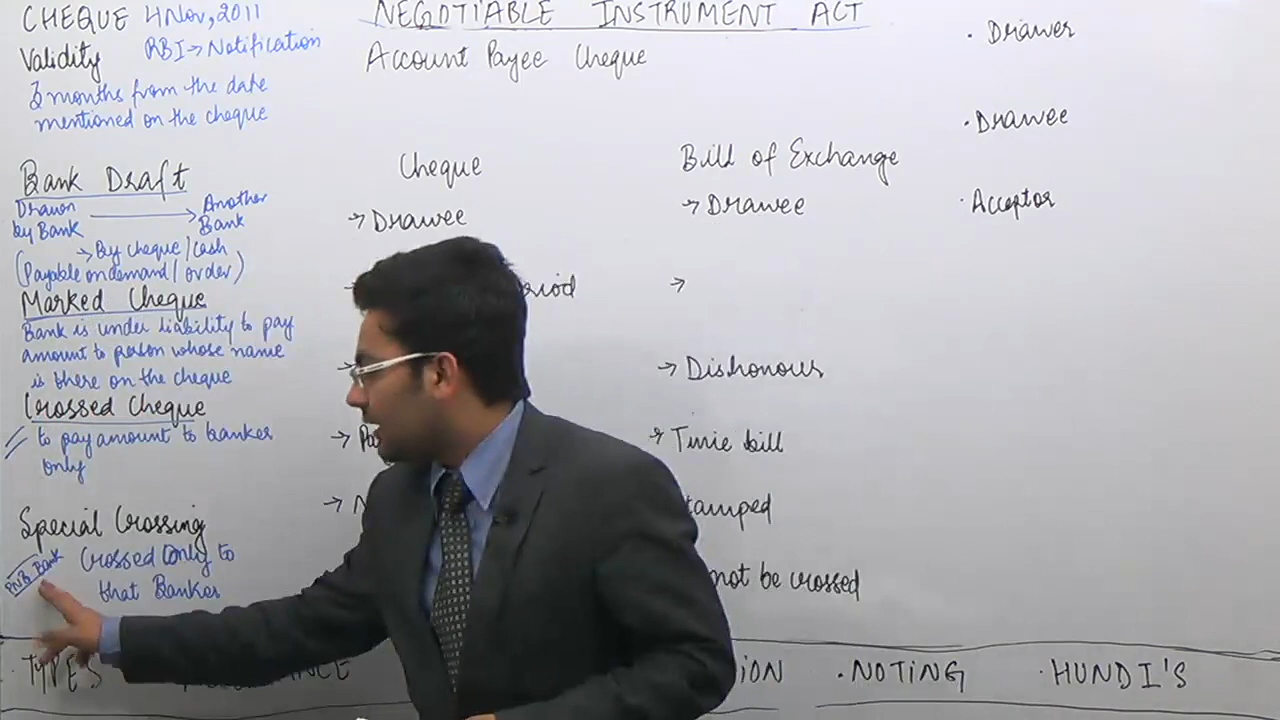 CHEQUE 4 Nov, 2011
Validity RBI → Notification
3 months from the date
mentioned on the cheque
Bank Draft
Drawn → Another
by Bank Bank
→ By cheque/cash
(Payable on demand/order)
Marked Cheque
Bank is under liability to pay
amount to person whose name
is there on the cheque
Crossed Cheque
to pay amount to banker
only
Special Crossing
PNB Bank Crossed only to
that Banker
NEGOTIABLE INSTRUMENT ACT
Account Payee Cheque
Cheque
→ Drawee
Bill of Exchange
→ Drawee
→
→ Dishonour
→ Time bill
not be crossed
• Drawer
• Drawee
• Acceptor
• TYPES
• NOTING
• HUNDI'S